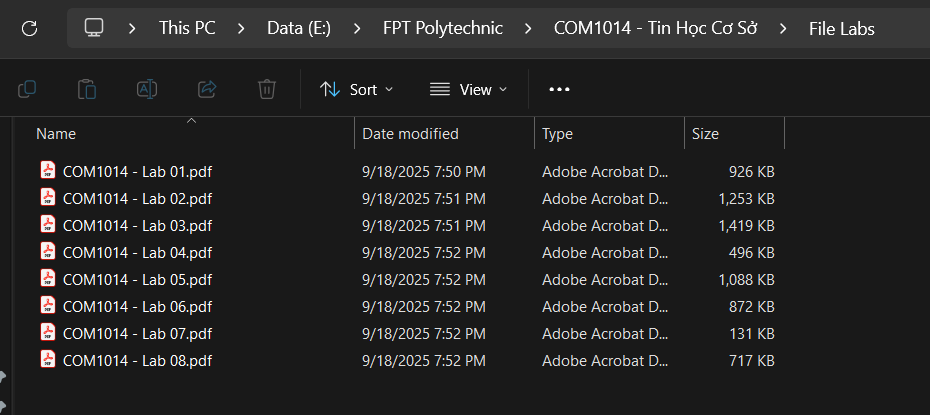 This PC > Data (E:) > FPT Polytechnic > COM1014 - Tin Học Cơ Sở > File Labs
Sort View
Name Date modified Type Size
COM1014 - Lab 01.pdf 9/18/2025 7:50 PM Adobe Acrobat D... 926 KB
COM1014 - Lab 02.pdf 9/18/2025 7:51 PM Adobe Acrobat D... 1,253 KB
COM1014 - Lab 03.pdf 9/18/2025 7:51 PM Adobe Acrobat D... 1,419 KB
COM1014 - Lab 04.pdf 9/18/2025 7:52 PM Adobe Acrobat D... 496 KB
COM1014 - Lab 05.pdf 9/18/2025 7:52 PM Adobe Acrobat D... 1,088 KB
COM1014 - Lab 06.pdf 9/18/2025 7:52 PM Adobe Acrobat D... 872 KB
COM1014 - Lab 07.pdf 9/18/2025 7:52 PM Adobe Acrobat D... 131 KB
COM1014 - Lab 08.pdf 9/18/2025 7:52 PM Adobe Acrobat D... 717 KB